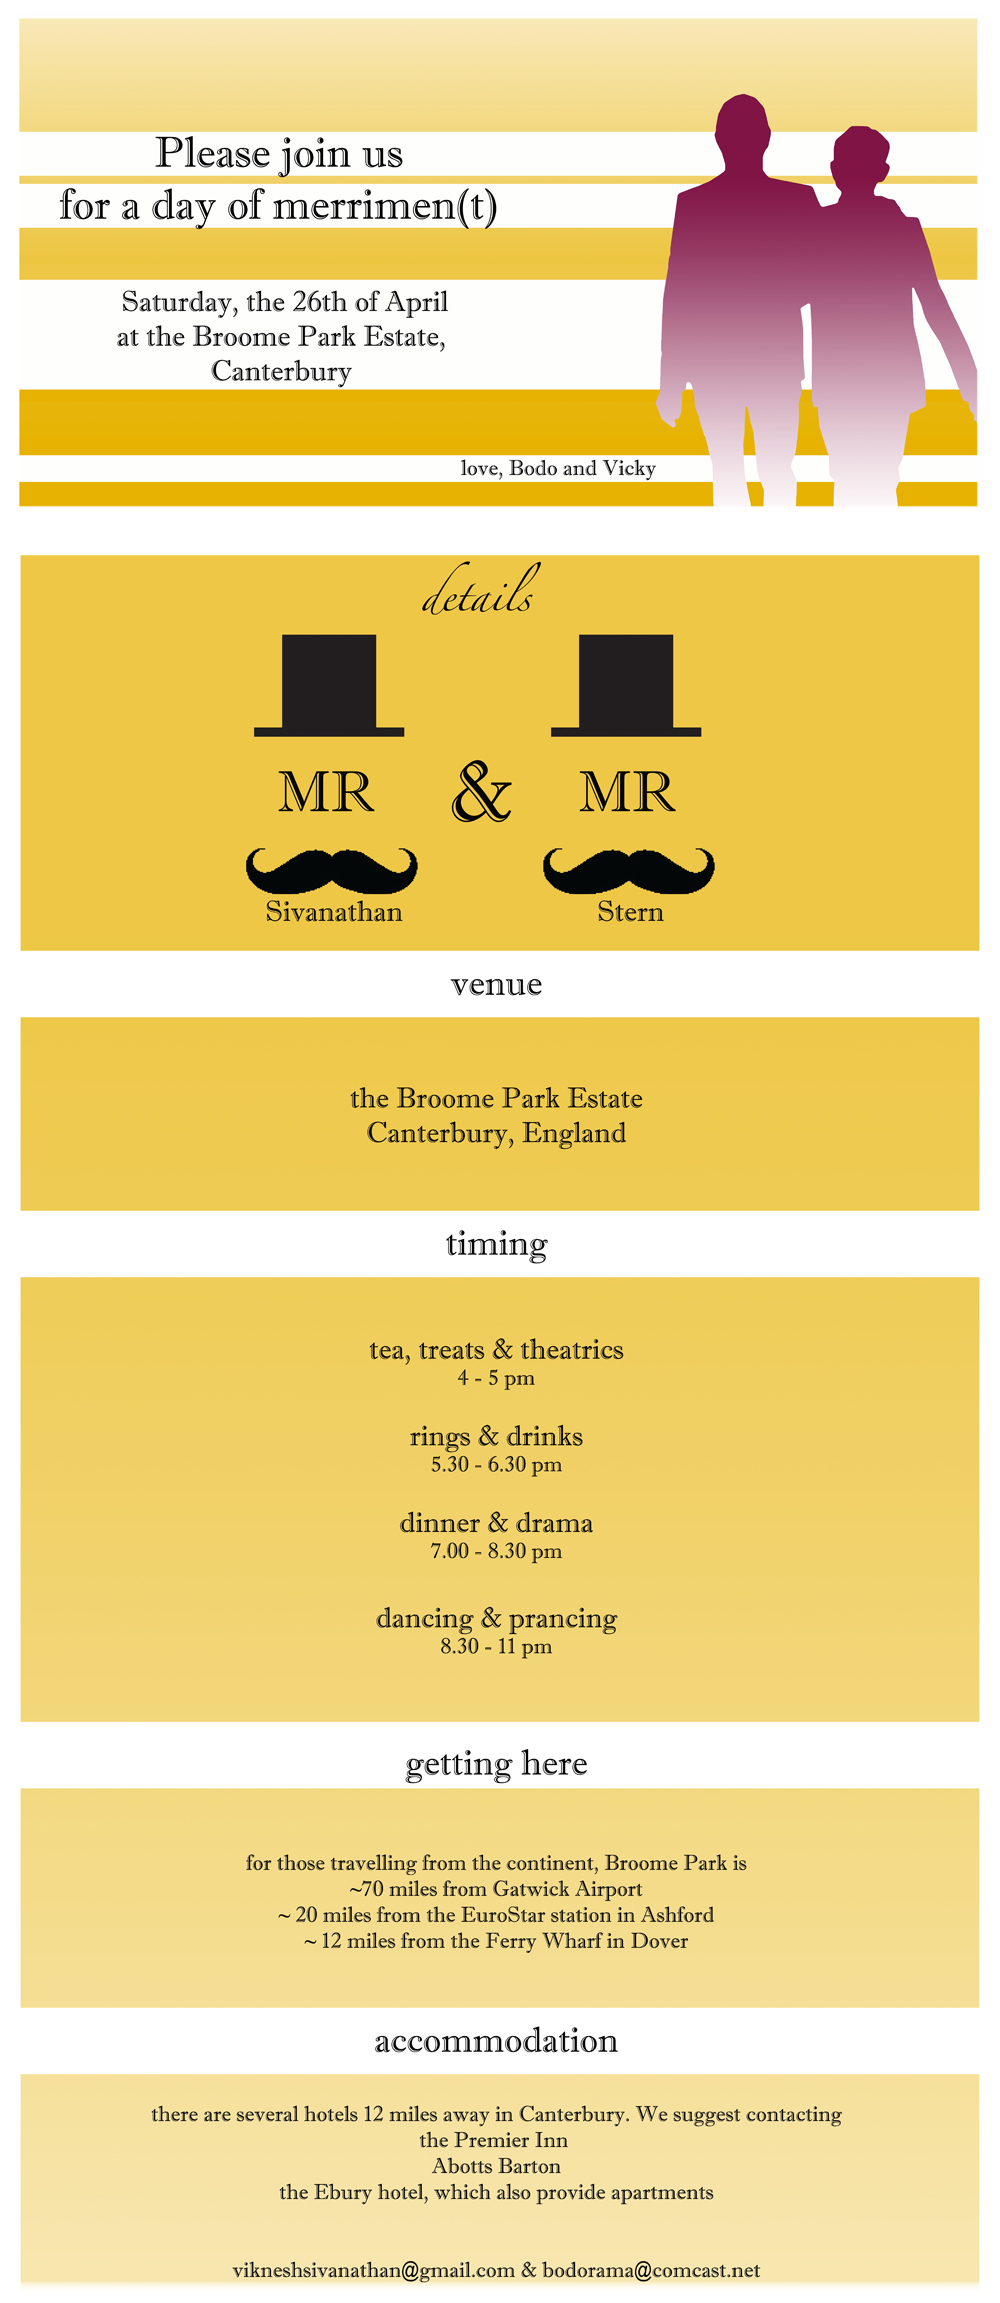 Please join us
for a day of merrimen(t)
Saturday, the 26th of April
at the Broome Park Estate,
Canterbury
love, Bodo and Vicky
details
MR & MR
Sivanathan Stern
venue
the Broome Park Estate
Canterbury, England
timing
tea, treats & theatrics
4 - 5 pm
rings & drinks
5.30 - 6.30 pm
dinner & drama
7.00 - 8.30 pm
dancing & prancing
8.30 - 11 pm
getting here
for those travelling from the continent, Broome Park is
~70 miles from Gatwick Airport
~ 20 miles from the EuroStar station in Ashford
~ 12 miles from the Ferry Wharf in Dover
accommodation
there are several hotels 12 miles away in Canterbury. We suggest contacting
the Premier Inn
Abotts Barton
the Ebury hotel, which also provide apartments
vikneshsivanathan@gmail.com & bodorama@comcast.net